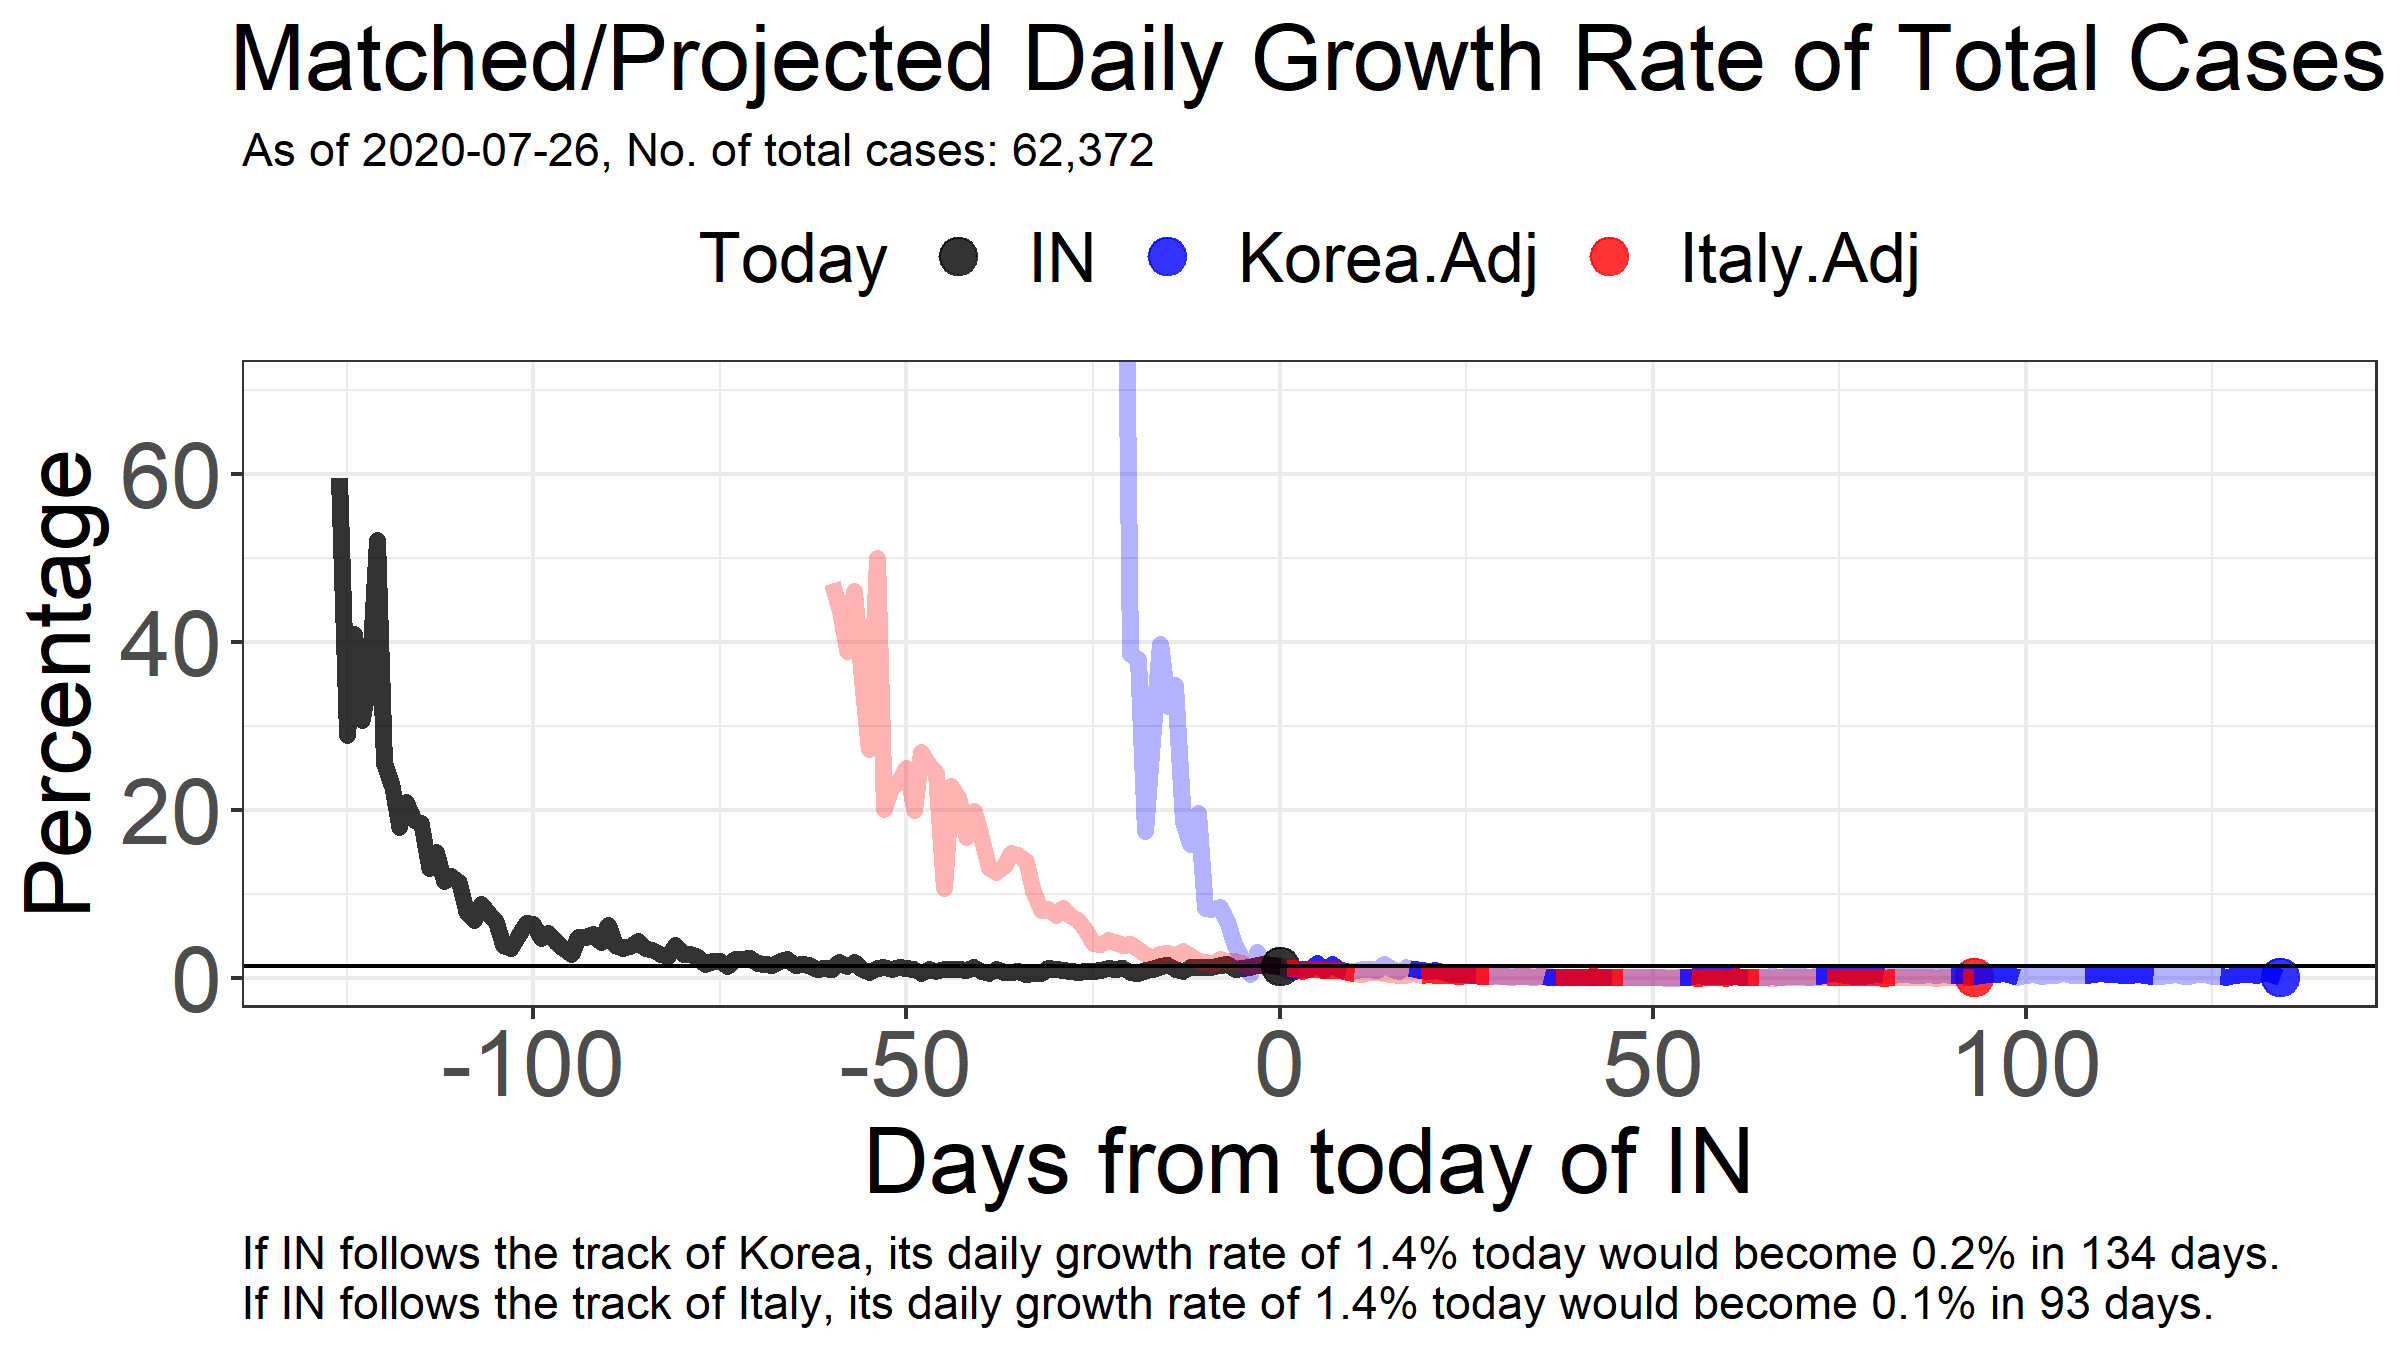 Matched/Projected Daily Growth Rate of Total Cases
As of 2020-07-26, No. of total cases: 62,372
Today IN Korea.Adj Italy.Adj
Percentage
60
40
20
0
-100 -50 0 50 100
Days from today of IN
If IN follows the track of Korea, its daily growth rate of 1.4% today would become 0.2% in 134 days.
If IN follows the track of Italy, its daily growth rate of 1.4% today would become 0.1% in 93 days.